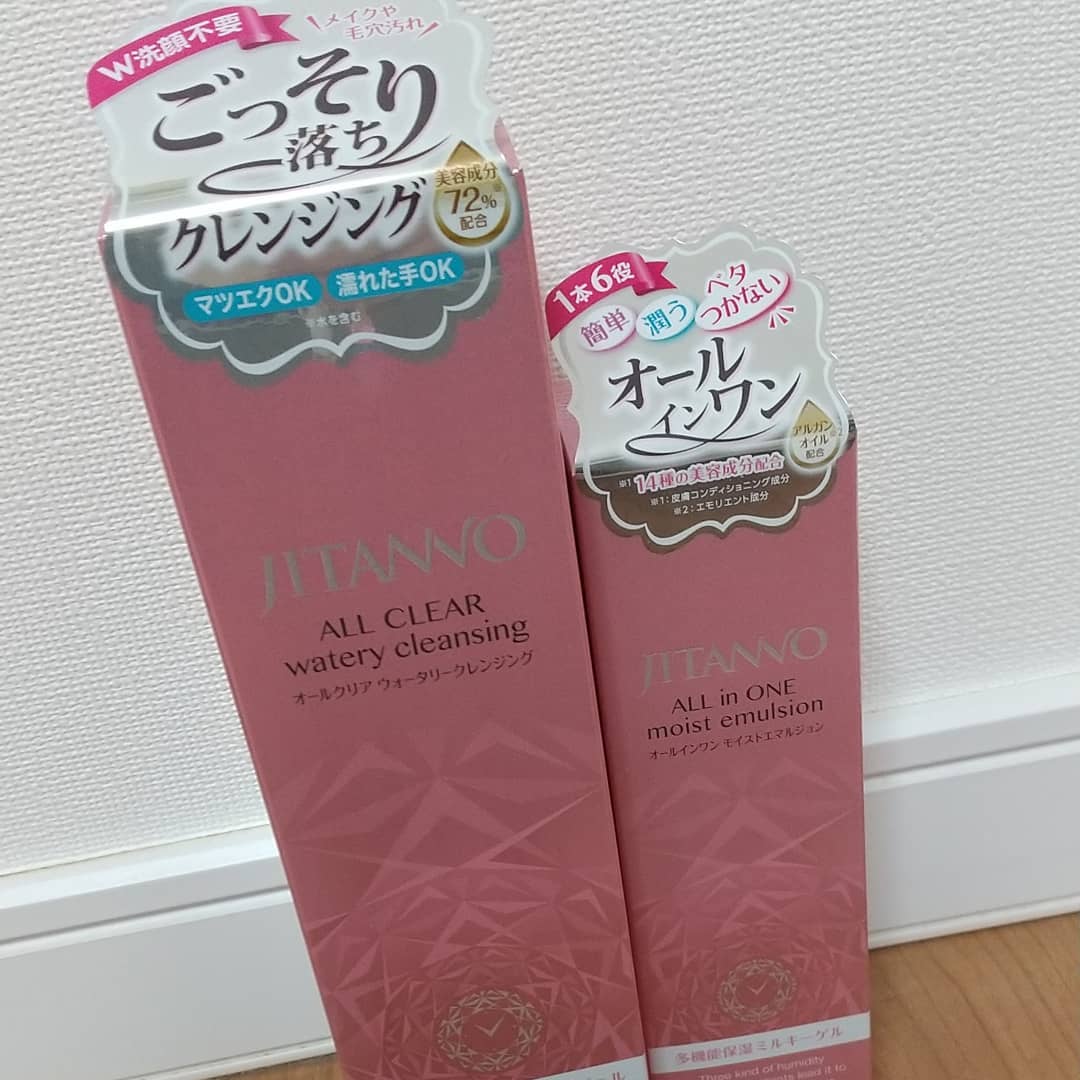 W洗顔不要
メイクや
毛穴汚れ
ごっそり
落ち
クレンジング
美容成分
72%※
配合
マツエクOK
濡れた手OK
※水を含む
JITANVO
ALL CLEAR
watery cleansing
オールクリア ウォータリークレンジング
1本6役
簡単
潤う
ベタ
つかない
オール
インワン
アルガン
オイル※2
配合
※1 14種の美容成分配合
※1:皮膚コンディショニング成分
※2:エモリエント成分
JITANVO
ALL in ONE
moist emulsion
オールインワン モイストエマルジョン
多機能保湿ミルキーゲル
Three kind of humidity